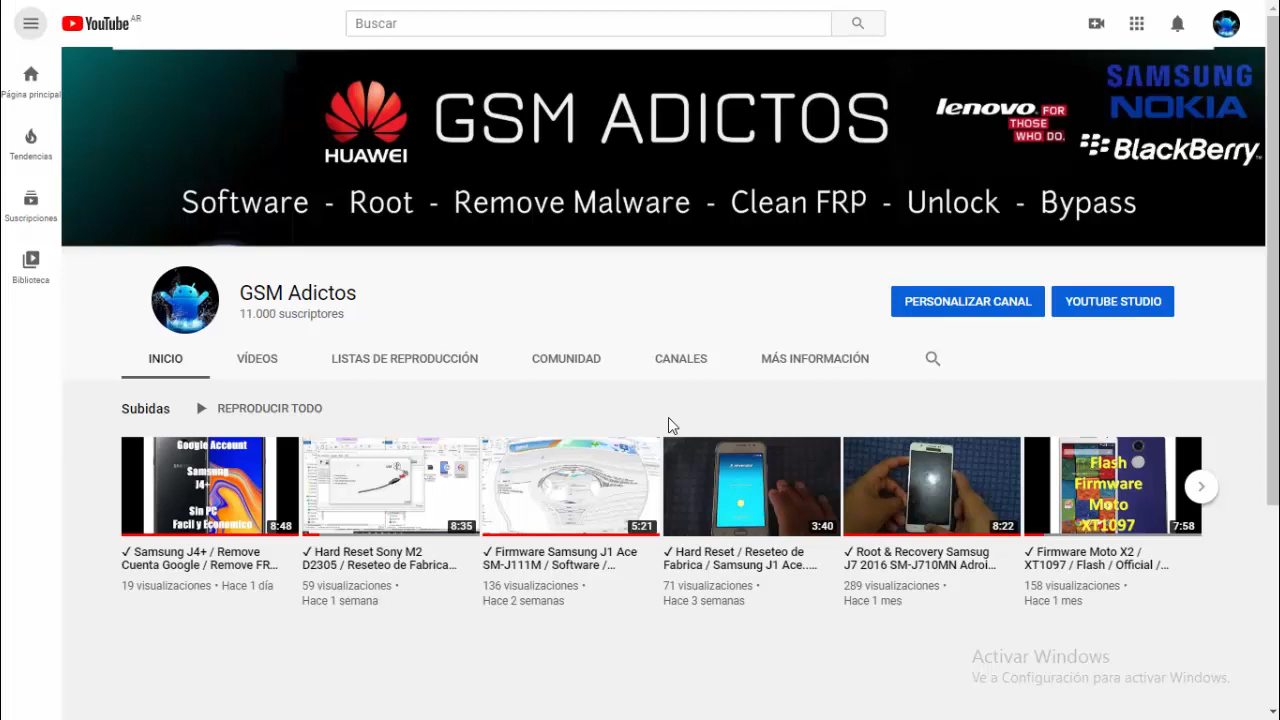 YouTube AR
Buscar
Página principal
Tendencias
Suscripciones
Biblioteca
HUAWEI
GSM ADICTOS
lenovo FOR THOSE WHO DO.
SAMSUNG
NOKIA
BlackBerry
Software - Root - Remove Malware - Clean FRP - Unlock - Bypass
GSM Adictos
11.000 suscriptores
PERSONALIZAR CANAL
YOUTUBE STUDIO
INICIO
VÍDEOS
LISTAS DE REPRODUCCIÓN
COMUNIDAD
CANALES
MÁS INFORMACIÓN
Subidas
REPRODUCIR TODO
Google Account
Samsung
J4+
Sin PC
Facil y Economico
8:48
8:35
5:21
3:40
8:22
Flash
Firmware
Moto
XT1097
7:58
✓ Samsung J4+ / Remove
Cuenta Google / Remove FR...
19 visualizaciones • Hace 1 día
✓ Hard Reset Sony M2
D2305 / Reseteo de Fabrica...
59 visualizaciones •
Hace 1 semana
✓ Firmware Samsung J1 Ace
SM-J111M / Software /...
136 visualizaciones •
Hace 2 semanas
✓ Hard Reset / Reseteo de
Fabrica / Samsung J1 Ace....
71 visualizaciones •
Hace 3 semanas
✓ Root & Recovery Samsug
J7 2016 SM-J710MN Adroi...
289 visualizaciones •
Hace 1 mes
✓ Firmware Moto X2 /
XT1097 / Flash / Official /...
158 visualizaciones •
Hace 1 mes
Activar Windows
Ve a Configuración para activar Windows.